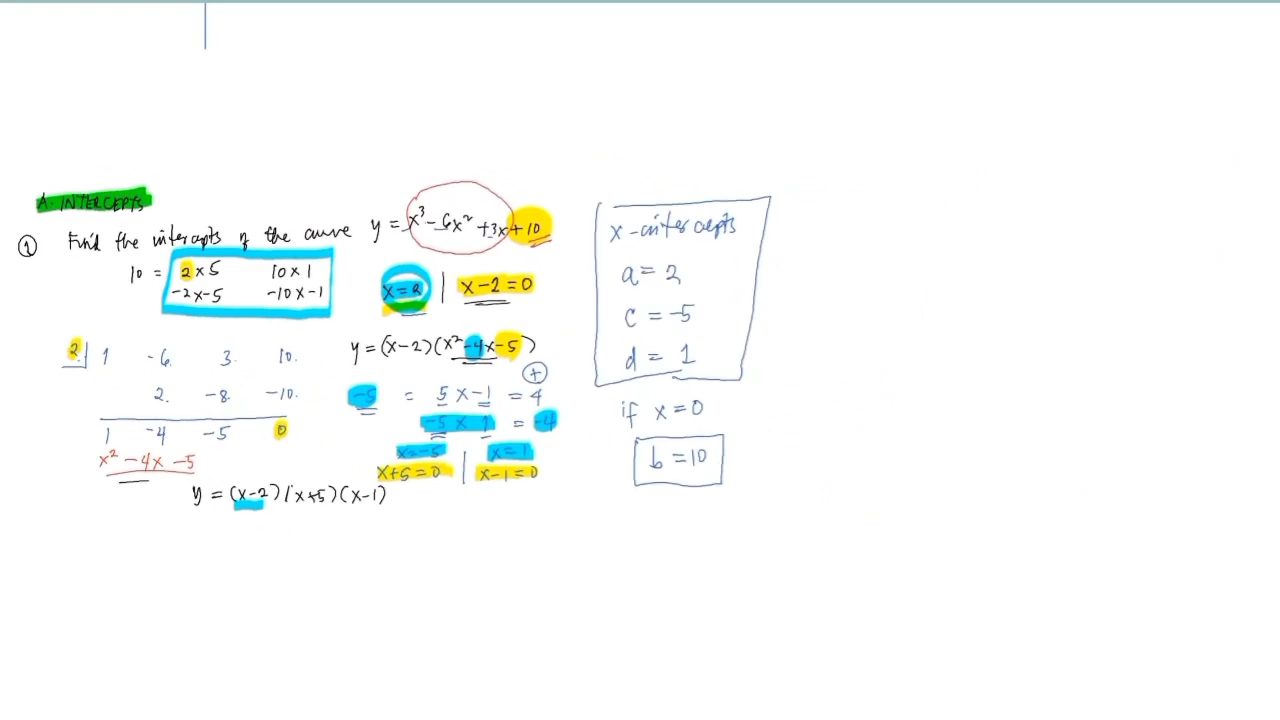 A. INTERCEPTS
① Find the intercepts of the curve y = x³ - 6x² + 3x + 10
10 = 2 x 5 10 x 1
-2 x -5 -10 x -1
x = 2 | x - 2 = 0
y = (x-2)(x² - 4x - 5)
2 | 1 -6. 3. 10.
2. -8. -10.
1 -4 -5 0
x² - 4x - 5
(+)
-5 = 5 x -1 = 4
-5 x 1 = -4
x = -5 | x = 1
x+5 = 0 | x-1 = 0
y = (x-2)(x+5)(x-1)
x-intercepts
a = 2
c = -5
d = 1
if x = 0
b = 10